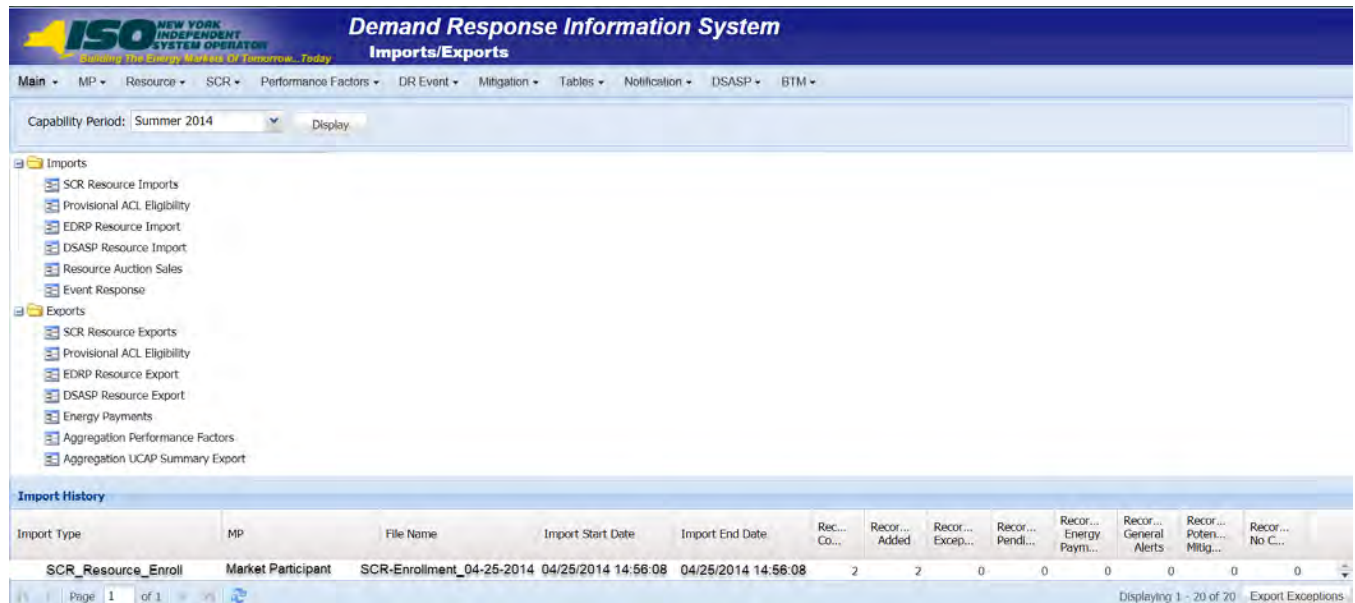 NEW YORK
INDEPENDENT
SYSTEM OPERATOR
ISO
Building The Energy Markets Of Tomorrow...Today
Demand Response Information System
Imports/Exports
Main MP Resource SCR Performance Factors DR Event Mitigation Tables Notification DSASP BTM
Capability Period: Summer 2014 Display
Imports
SCR Resource Imports
Provisional ACL Eligibility
EDRP Resource Import
DSASP Resource Import
Resource Auction Sales
Event Response
Exports
SCR Resource Exports
Provisional ACL Eligibility
EDRP Resource Export
DSASP Resource Export
Energy Payments
Aggregation Performance Factors
Aggregation UCAP Summary Export
Import History
Import Type MP File Name Import Start Date Import End Date Rec... Co... Recor... Added Recor... Excep... Recor... Pendi... Recor... Energy Paym... Recor... General Alerts Recor... Poten... Mitig... Recor... No C...
SCR_Resource_Enroll Market Participant SCR-Enrollment_04-25-2014 04/25/2014 14:56:08 04/25/2014 14:56:08 2 2 0 0 0 0 0 0
Page 1 of 1 Displaying 1 - 20 of 20 Export Exceptions